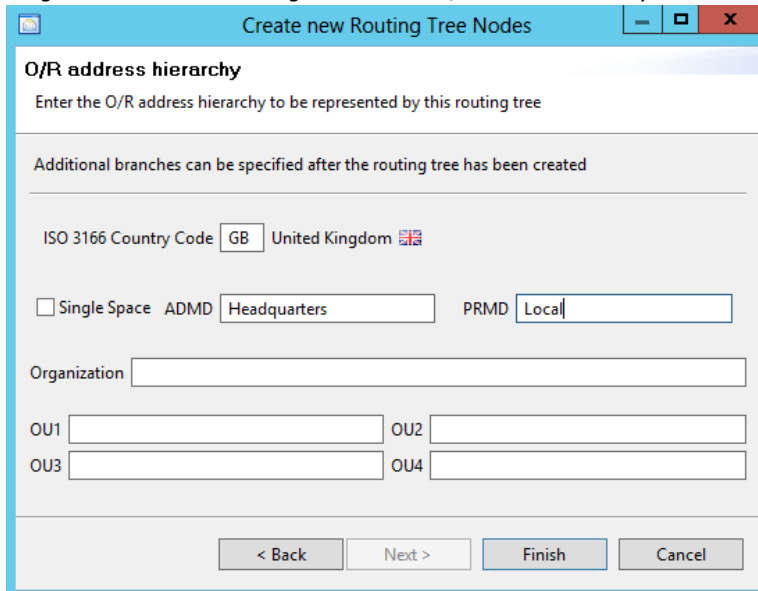 Create new Routing Tree Nodes
O/R address hierarchy
Enter the O/R address hierarchy to be represented by this routing tree
Additional branches can be specified after the routing tree has been created
ISO 3166 Country Code GB United Kingdom
Single Space ADMD Headquarters PRMD Local
Organization
OU1 OU2
OU3 OU4
< Back Next > Finish Cancel